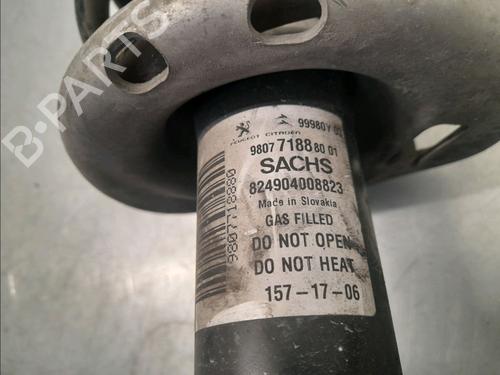 B-PARTS
PEUGEOT CITROËN
9807 7188 80 01
SACHS
824904008823
Made in Slovakia
GAS FILLED
DO NOT OPEN
DO NOT HEAT
157-17-06
9807718880